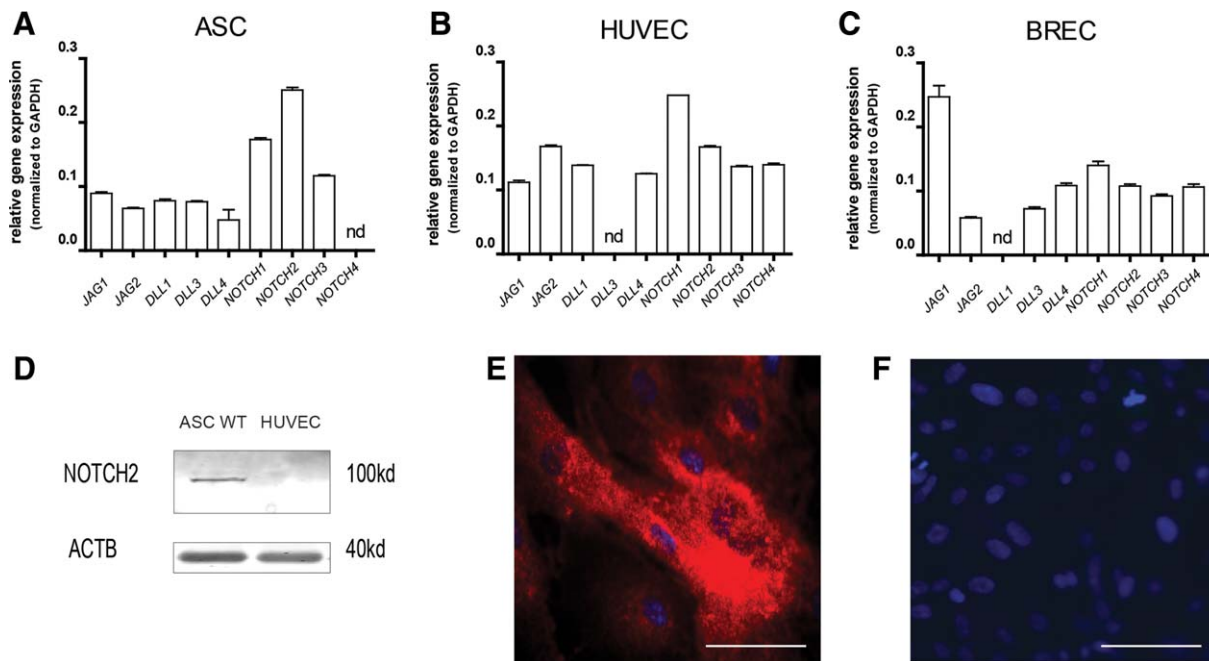 A
ASC
relative gene expression
(normalized to GAPDH)
0.3
0.2
0.1
0.0
nd
JAG1
JAG2
DLL1
DLL3
DLL4
NOTCH1
NOTCH2
NOTCH3
NOTCH4
B
HUVEC
relative gene expression
(normalized to GAPDH)
0.3
0.2
0.1
0.0
nd
JAG1
JAG2
DLL1
DLL3
DLL4
NOTCH1
NOTCH2
NOTCH3
NOTCH4
C
BREC
relative gene expression
(normalized to GAPDH)
0.3
0.2
0.1
0.0
nd
JAG1
JAG2
DLL1
DLL3
DLL4
NOTCH1
NOTCH2
NOTCH3
NOTCH4
D
ASC WT HUVEC
NOTCH2 100kd
ACTB 40kd
E
F